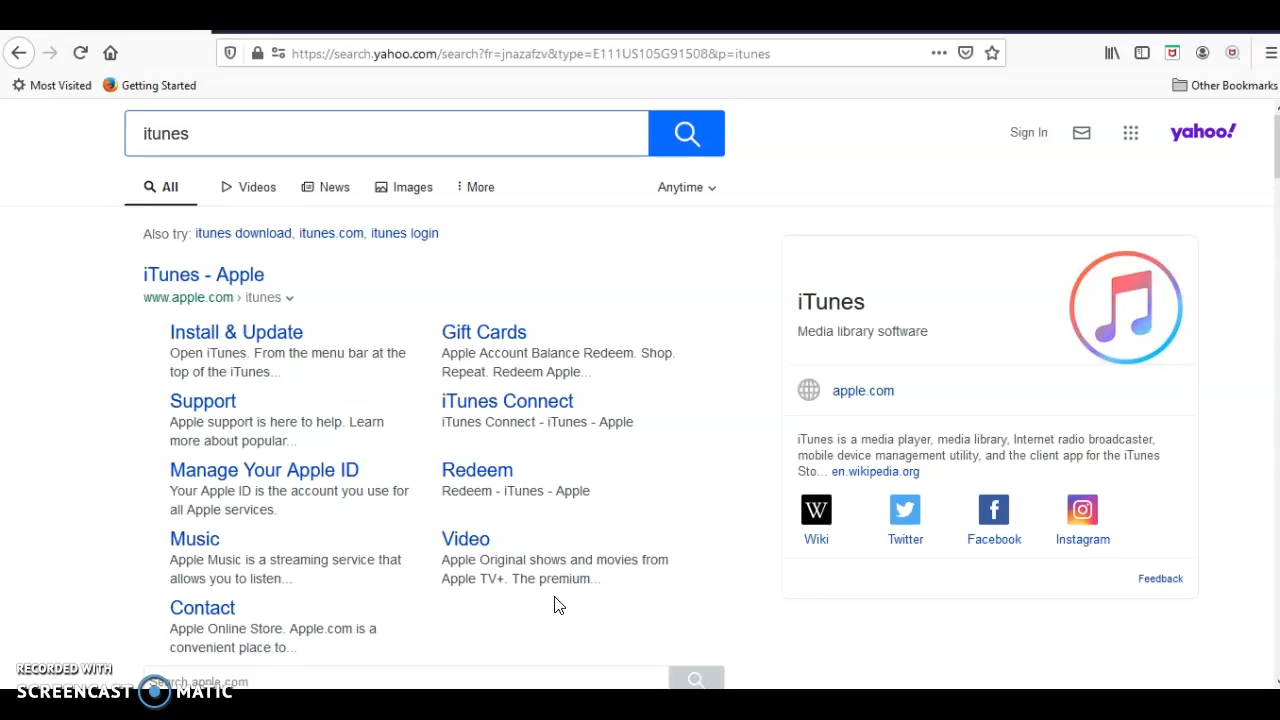 https://search.yahoo.com/search?fr=jnazafzv&type=E111US105G91508&p=itunes
Most Visited Getting Started Other Bookmarks
itunes
Sign In yahoo!
All Videos News Images More Anytime
Also try: itunes download, itunes.com, itunes login
iTunes - Apple
www.apple.com › itunes
Install & Update
Open iTunes. From the menu bar at the
top of the iTunes...
Gift Cards
Apple Account Balance Redeem. Shop.
Repeat. Redeem Apple...
Support
Apple support is here to help. Learn
more about popular...
iTunes Connect
iTunes Connect - iTunes - Apple
Manage Your Apple ID
Your Apple ID is the account you use for
all Apple services.
Redeem
Redeem - iTunes - Apple
Music
Apple Music is a streaming service that
allows you to listen...
Video
Apple Original shows and movies from
Apple TV+. The premium...
Contact
Apple Online Store. Apple.com is a
convenient place to...
Search apple.com
iTunes
Media library software
apple.com
iTunes is a media player, media library, Internet radio broadcaster,
mobile device management utility, and the client app for the iTunes
Sto... en.wikipedia.org
W
Wiki Twitter Facebook Instagram
Feedback
RECORDED WITH
SCREENCAST MATIC